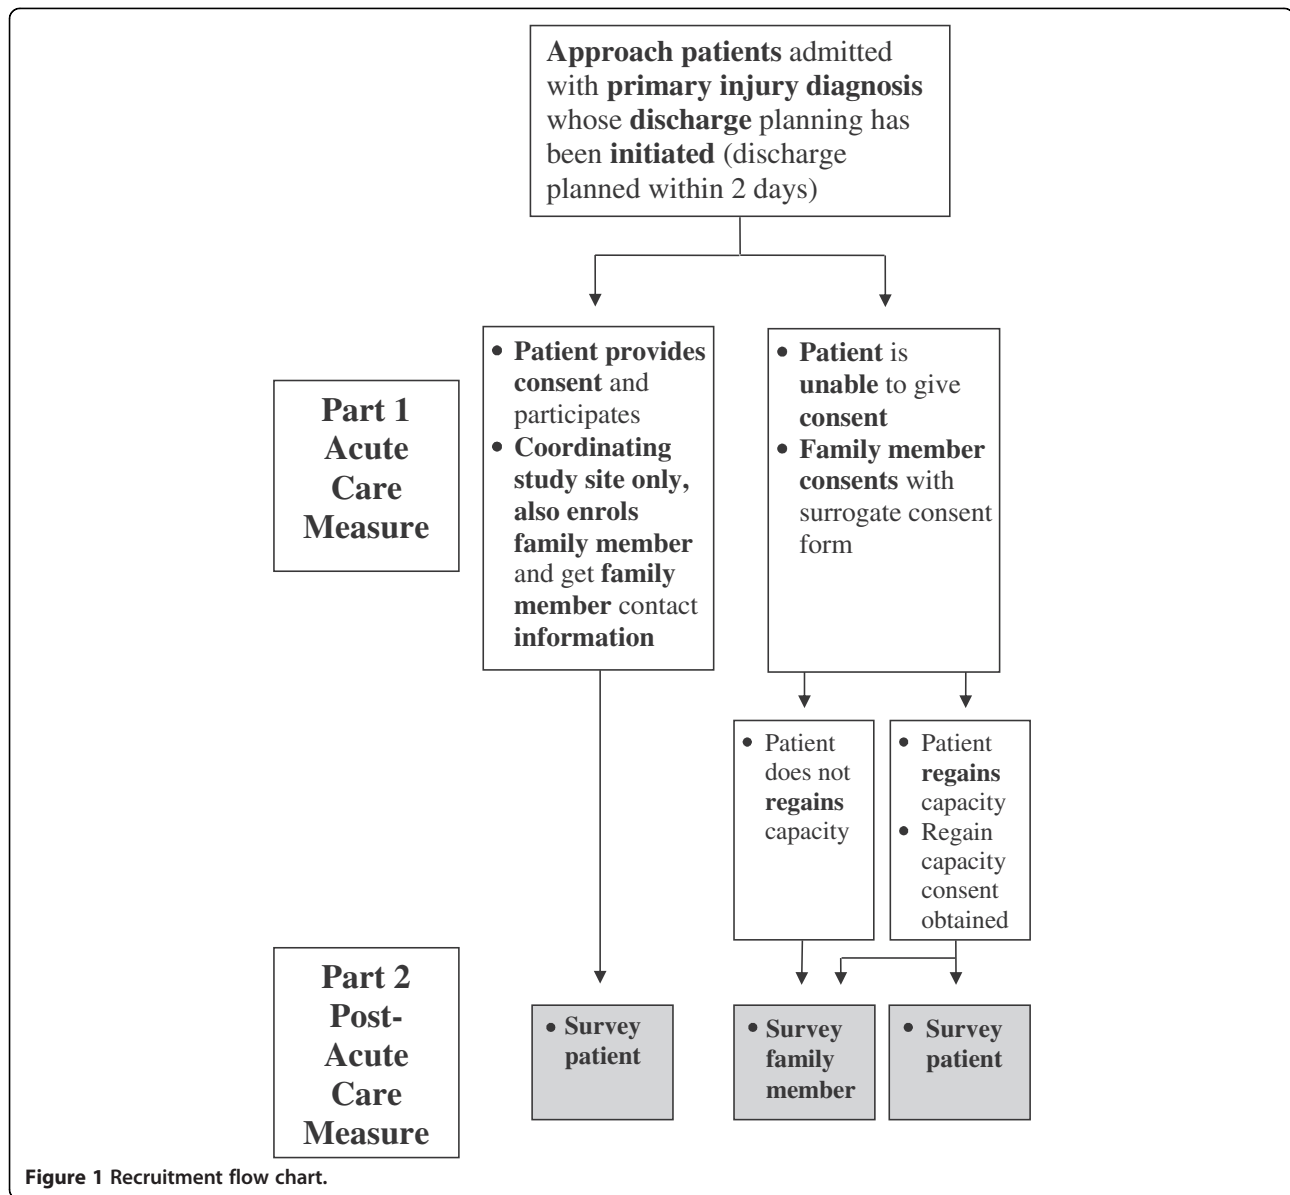 Approach patients admitted
with primary injury diagnosis
whose discharge planning has
been initiated (discharge
planned within 2 days)
Part 1
Acute
Care
Measure
• Patient provides
consent and
participates
• Coordinating
study site only,
also enrols
family member
and get family
member contact
information
• Patient is
unable to give
consent
• Family member
consents with
surrogate consent
form
• Patient
does not
regains
capacity
• Patient
regains
capacity
• Regain
capacity
consent
obtained
Part 2
Post-
Acute
Care
Measure
• Survey
patient
• Survey
family
member
• Survey
patient
Figure 1 Recruitment flow chart.